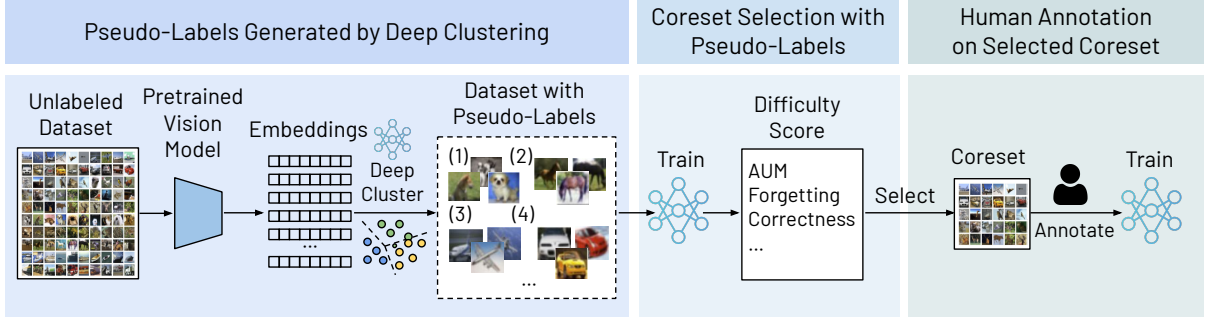 Pseudo-Labels Generated by Deep Clustering
Coreset Selection with
Pseudo-Labels
Human Annotation
on Selected Coreset
Unlabeled
Dataset
Pretrained
Vision
Model
Embeddings
...
Deep
Cluster
Dataset with
Pseudo-Labels
(1)
(2)
(3)
(4)
...
Train
Difficulty
Score
AUM
Forgetting
Correctness
...
Select
Coreset
Annotate
Train